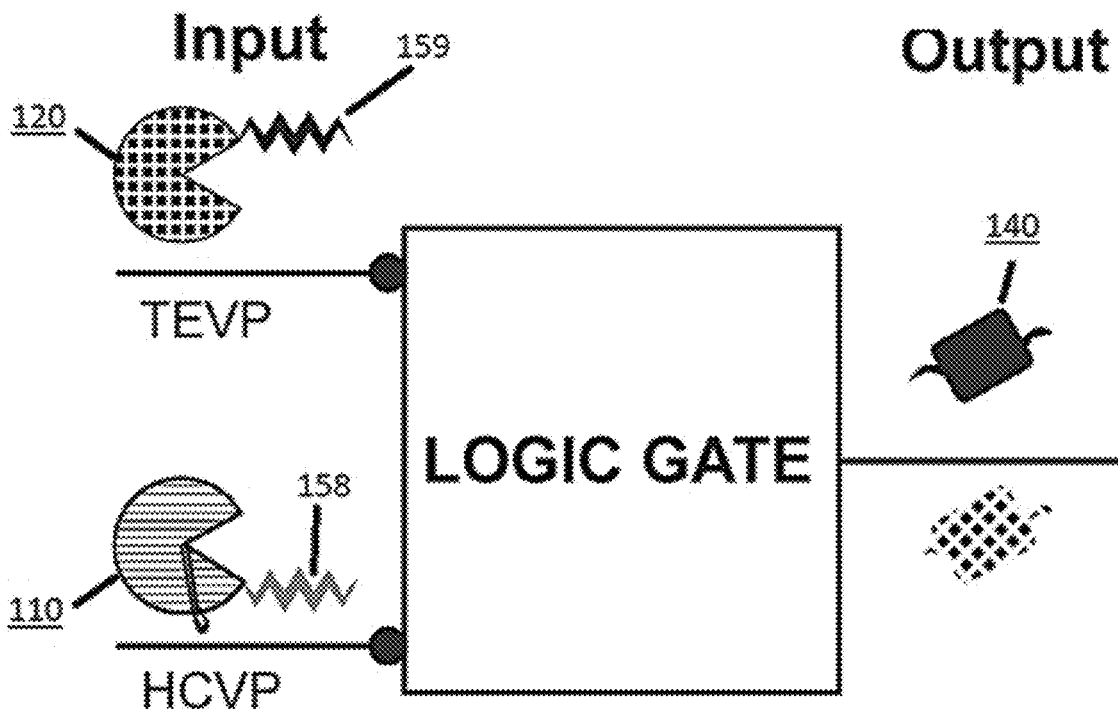 Input
Output
159
120
140
TEVP
LOGIC GATE
158
110
HCVP